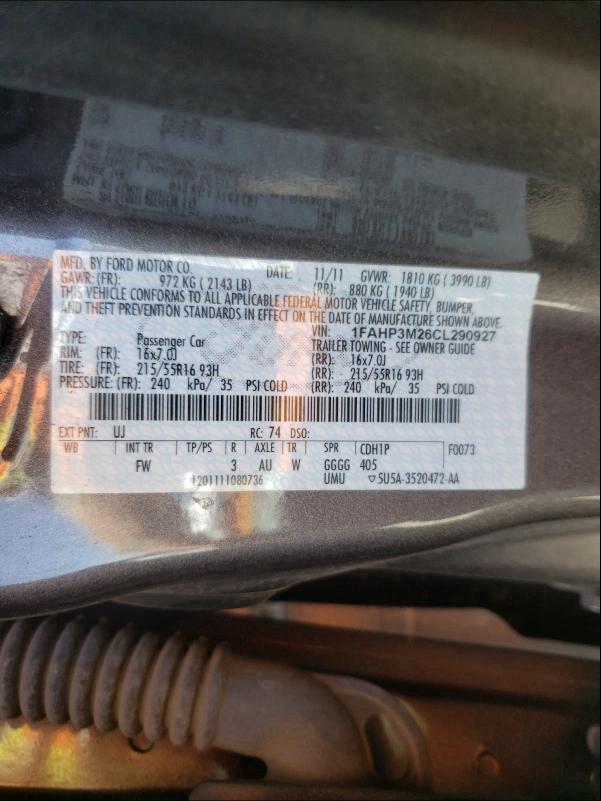 MFD. BY FORD MOTOR CO. DATE: 11/11 GVWR: 1810 KG ( 3990 LB)
GAWR: (FR): 972 KG ( 2143 LB) (RR): 880 KG ( 1940 LB)
THIS VEHICLE CONFORMS TO ALL APPLICABLE FEDERAL MOTOR VEHICLE SAFETY, BUMPER,
AND THEFT PREVENTION STANDARDS IN EFFECT ON THE DATE OF MANUFACTURE SHOWN ABOVE.
VIN: 1FAHP3M26CL290927
TYPE: Passenger Car TRAILER TOWING - SEE OWNER GUIDE
RIM: (FR): 16x7.0J (RR): 16x7.0J
TIRE: (FR): 215/55R16 93H (RR): 215/55R16 93H
PRESSURE: (FR): 240 kPa/ 35 PSI COLD (RR): 240 kPa/ 35 PSI COLD
EXT PNT: UJ RC: 74 DSO:
WB INT TR TP/PS R AXLE TR SPR CDH1P F0073
FW 3 AU W GGGG 405
1201111080736 UMU ▽5U5A-3520472-AA